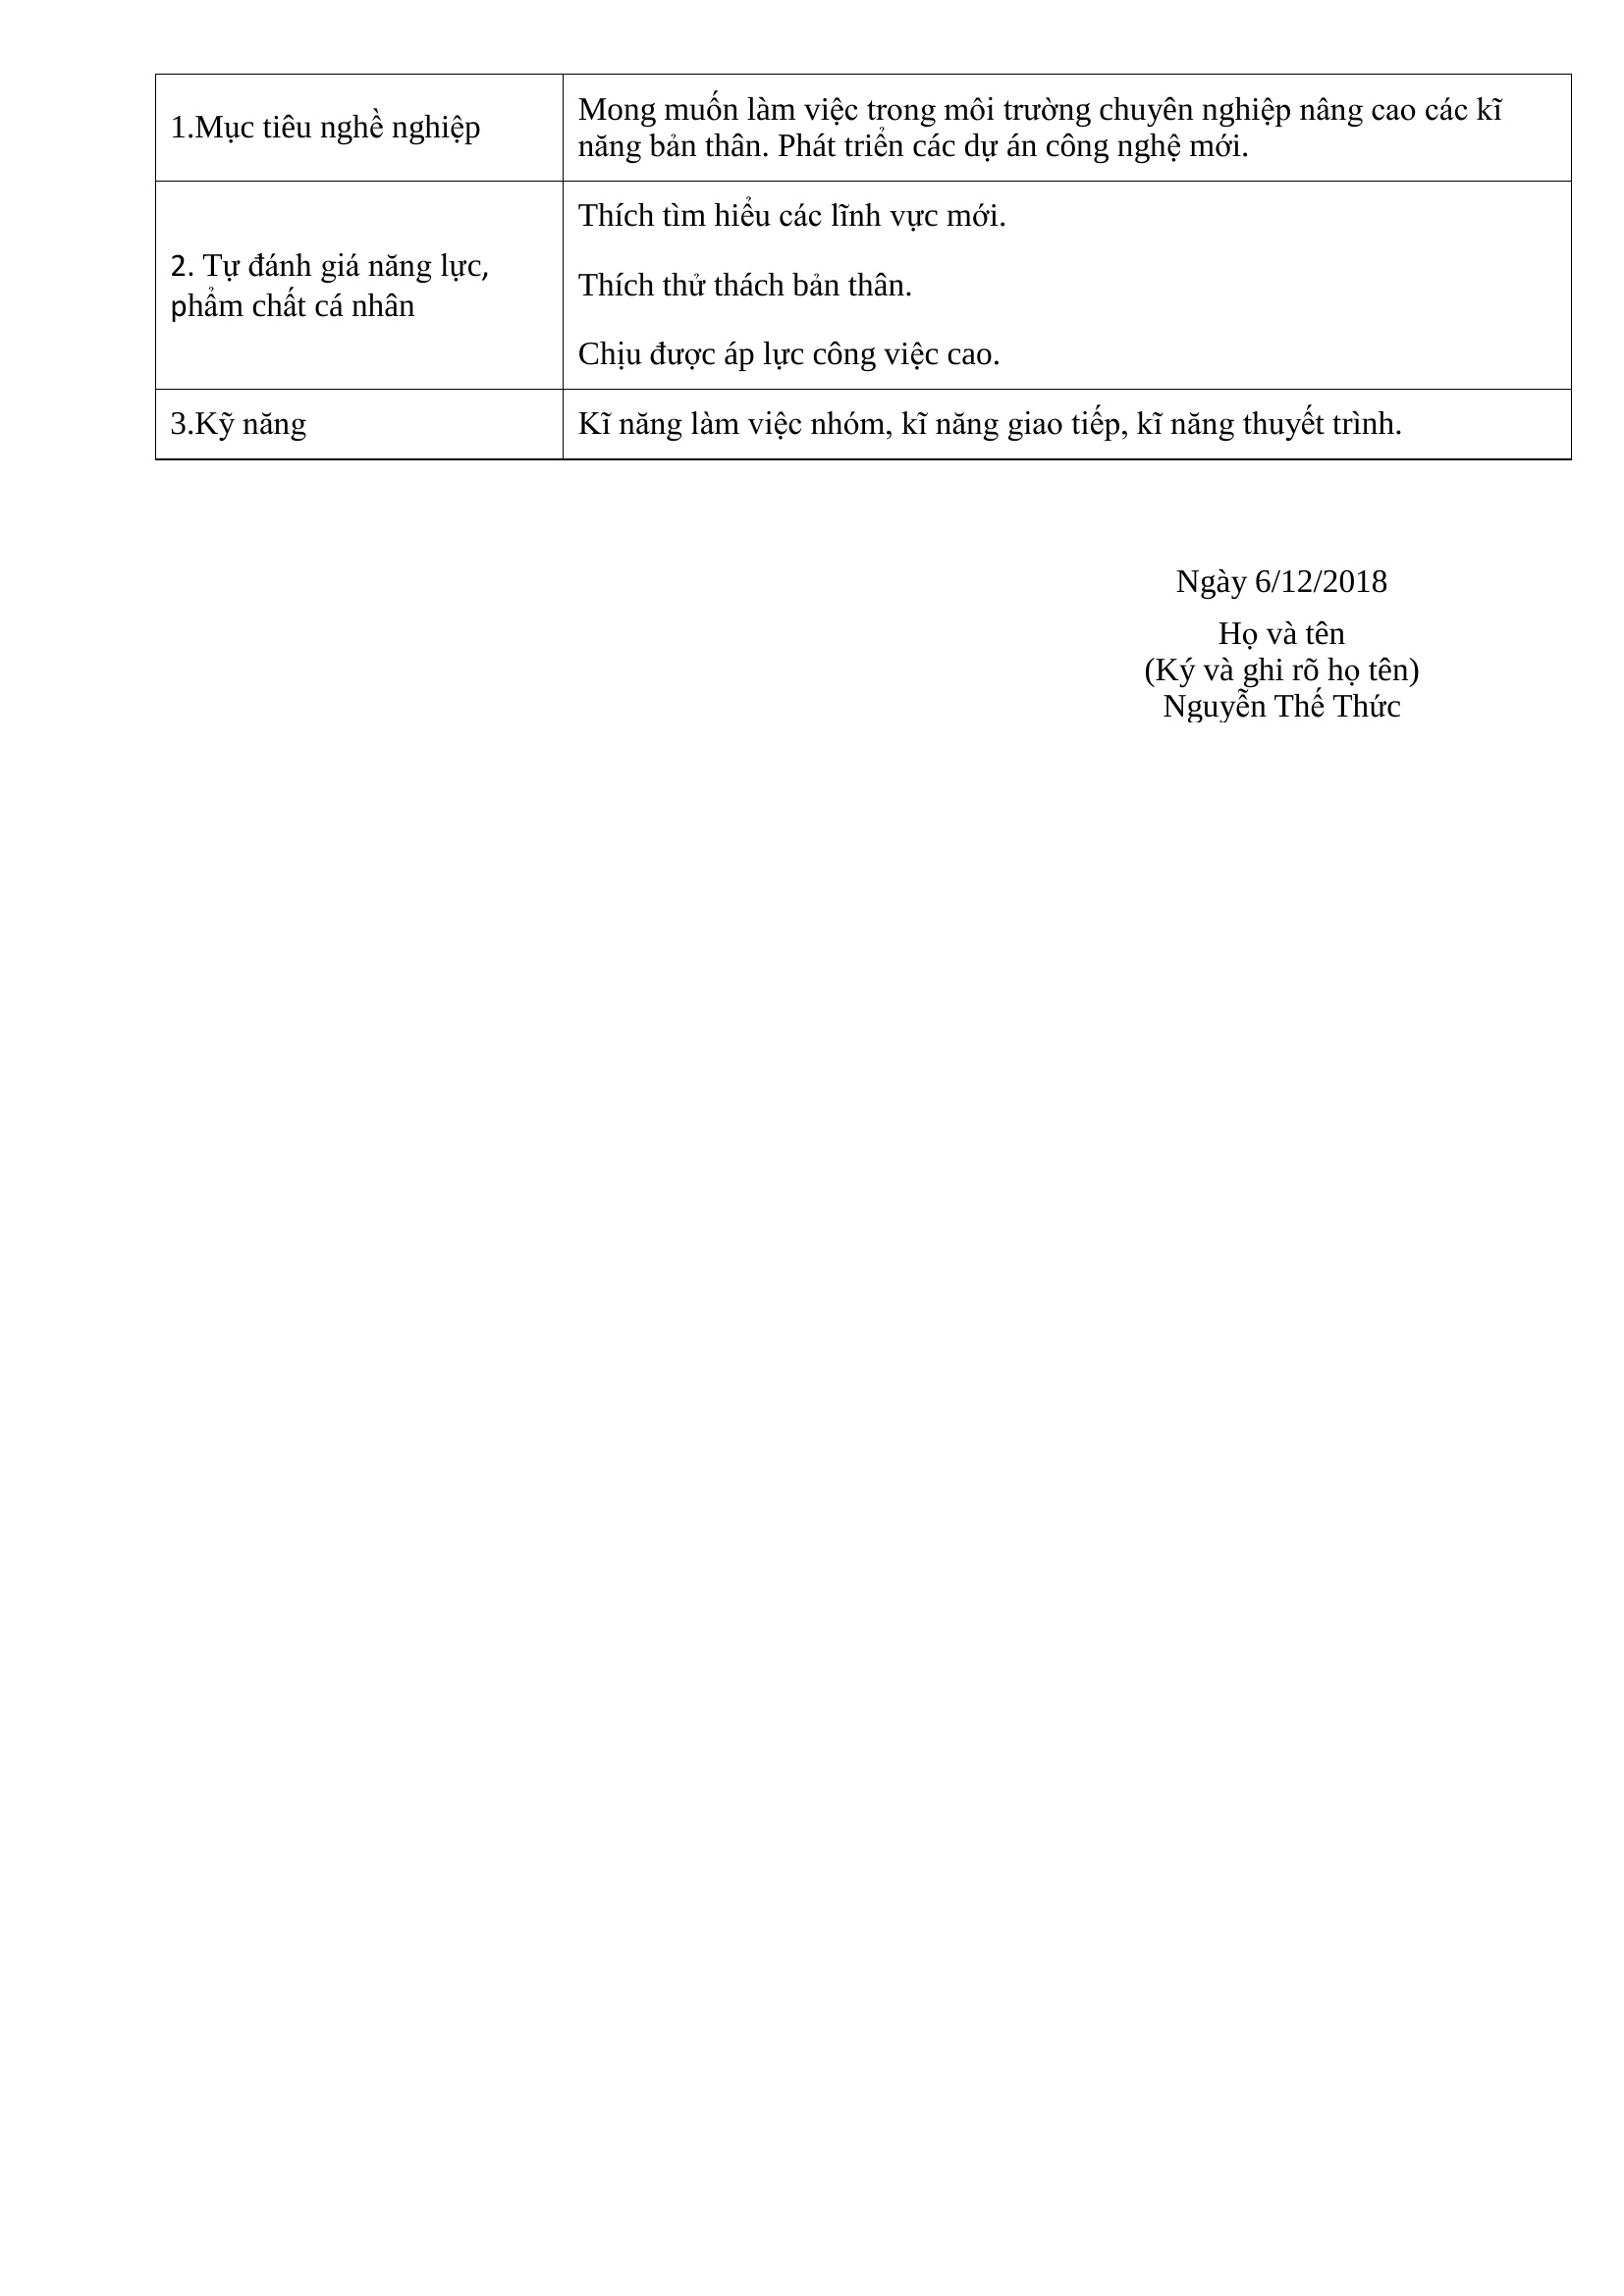 1.Mục tiêu nghề nghiệp
Mong muốn làm việc trong môi trường chuyên nghiệp nâng cao các kĩ
năng bản thân. Phát triển các dự án công nghệ mới.
2. Tự đánh giá năng lực,
phẩm chất cá nhân
Thích tìm hiểu các lĩnh vực mới.
Thích thử thách bản thân.
Chịu được áp lực công việc cao.
3.Kỹ năng
Kĩ năng làm việc nhóm, kĩ năng giao tiếp, kĩ năng thuyết trình.
Ngày 6/12/2018
Họ và tên
(Ký và ghi rõ họ tên)
Nguyễn Thế Thức